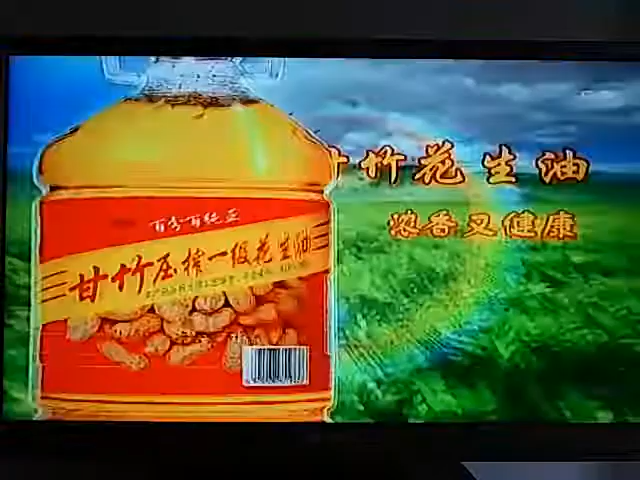 百分百纯正
甘竹压榨一级花生油
甘竹花生油
浓香又健康